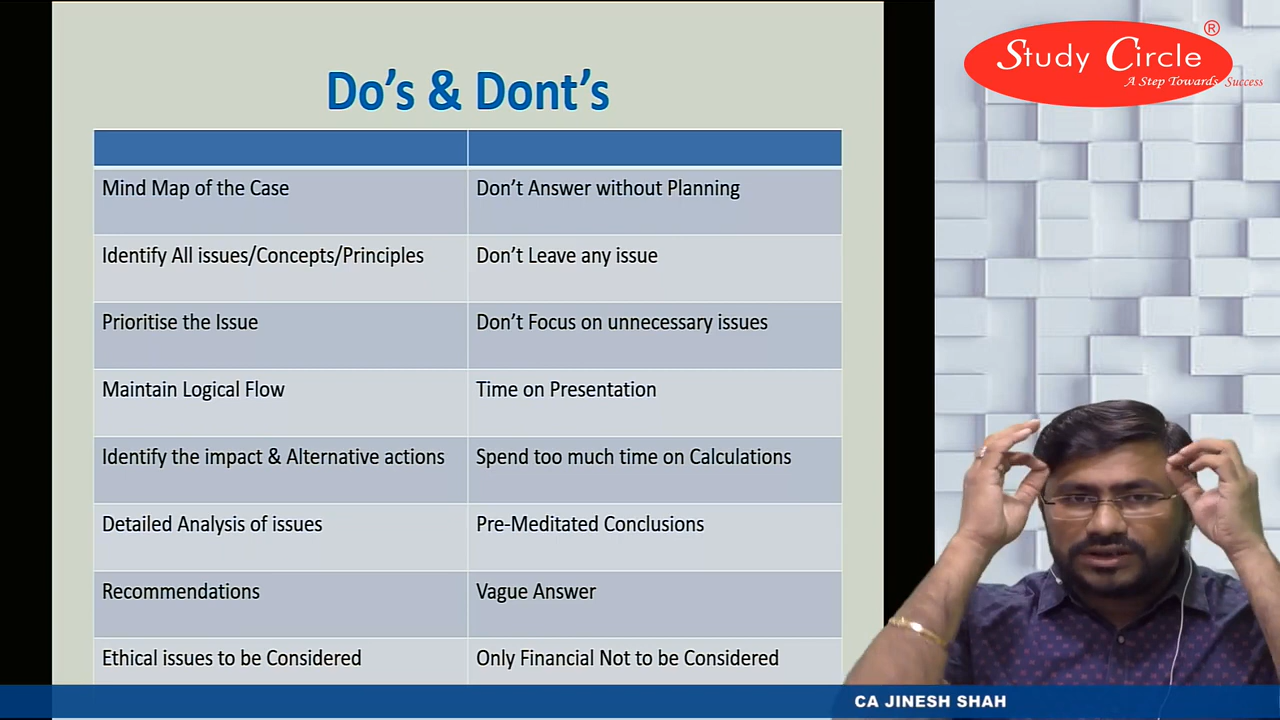 Do's & Dont's
Mind Map of the Case
Don't Answer without Planning
Identify All issues/Concepts/Principles
Don't Leave any issue
Prioritise the Issue
Don't Focus on unnecessary issues
Maintain Logical Flow
Time on Presentation
Identify the impact & Alternative actions
Spend too much time on Calculations
Detailed Analysis of issues
Pre-Meditated Conclusions
Recommendations
Vague Answer
Ethical issues to be Considered
Only Financial Not to be Considered
Study Circle ®
A Step Towards Success
CA JINESH SHAH